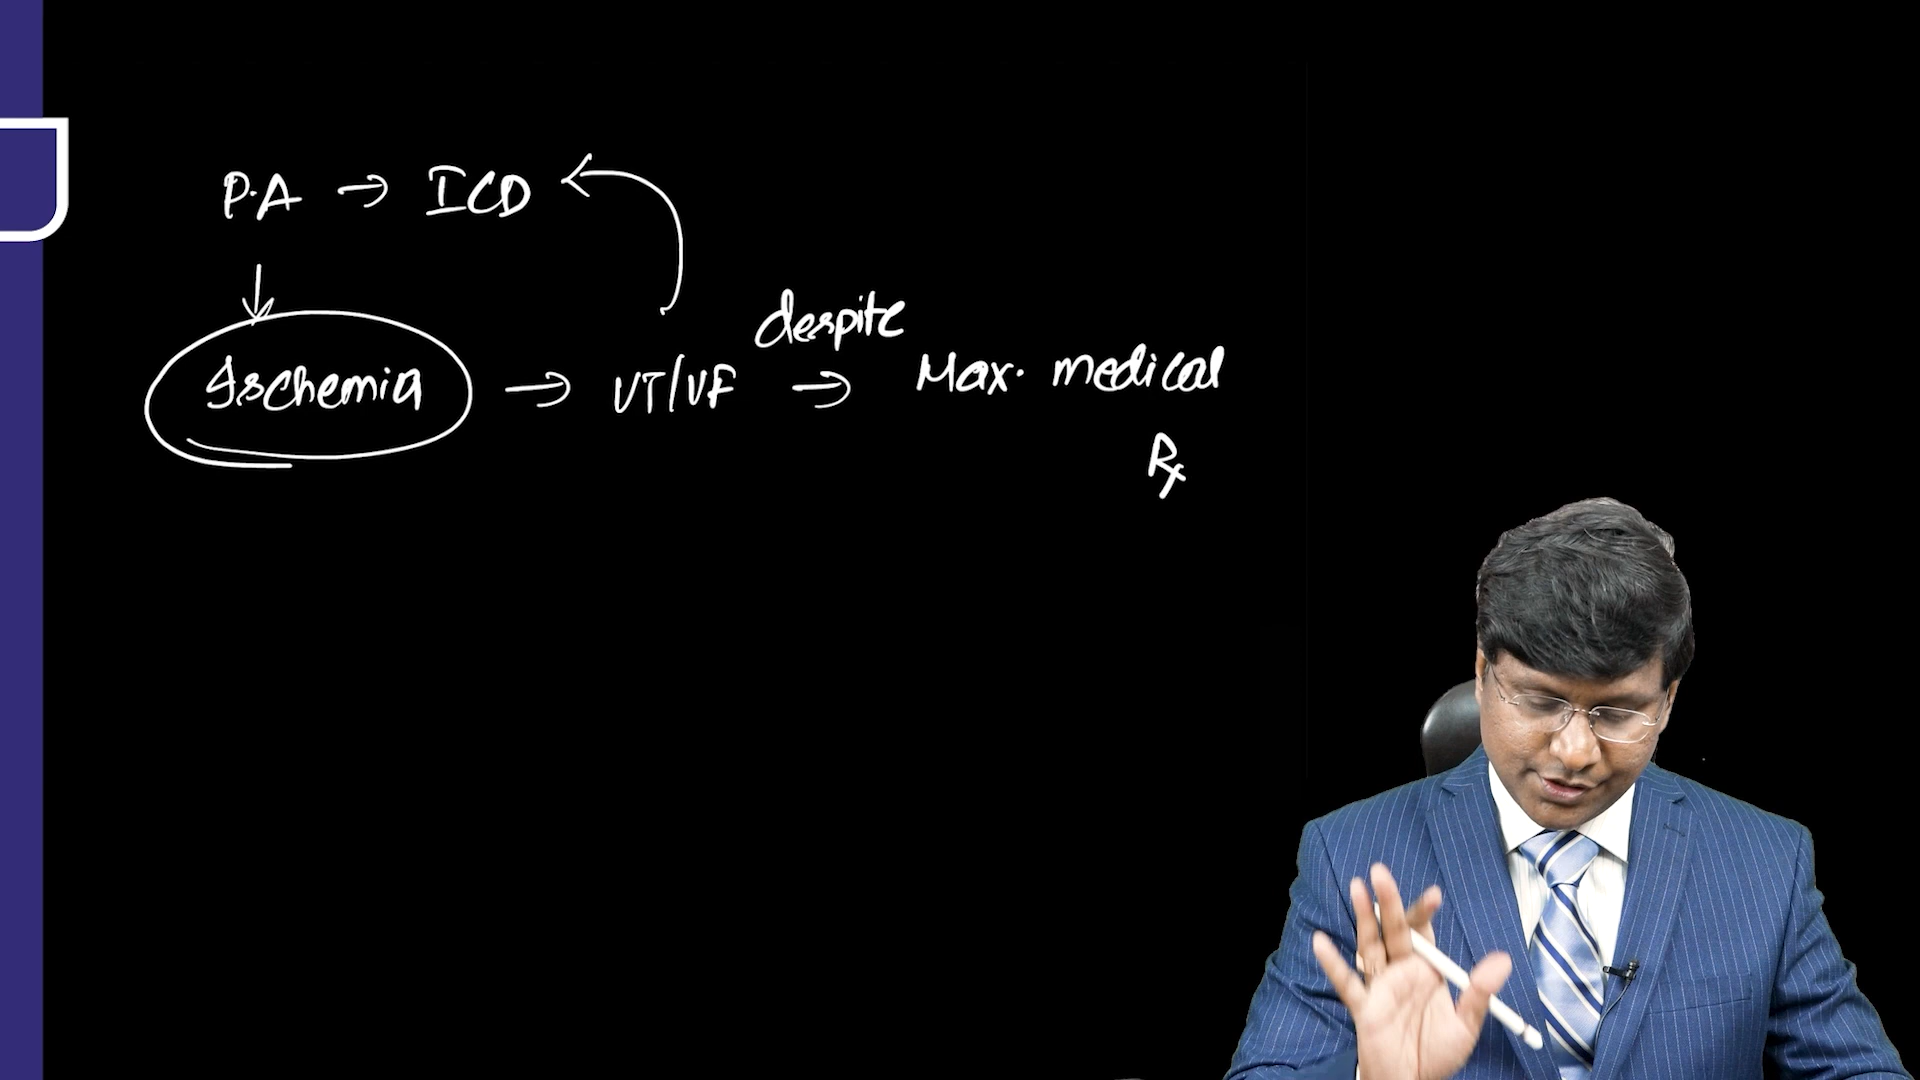 P.A → ICD
despite
Ischemia → VT/VF → Max. medical
Rx